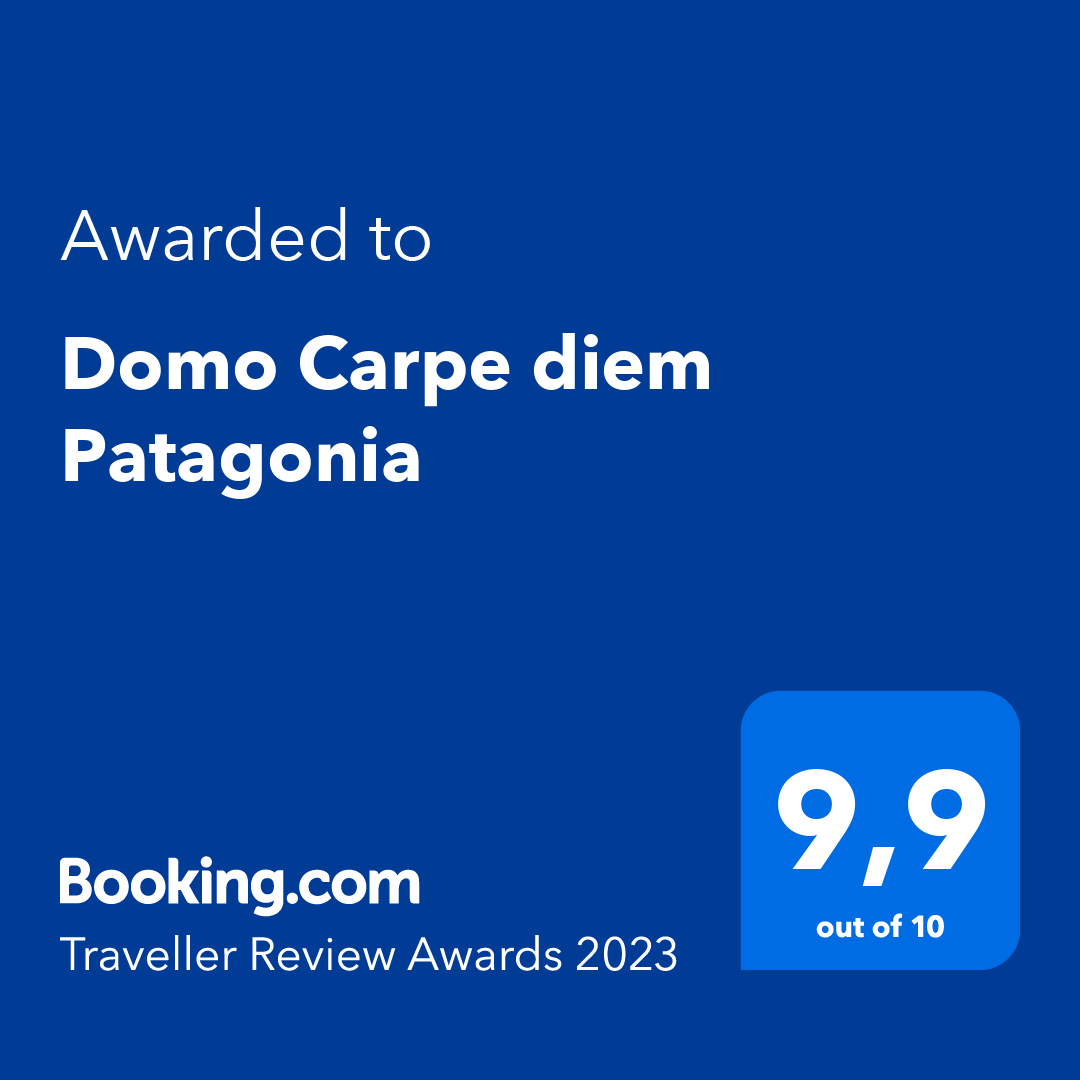 Awarded to
Domo Carpe diem
Patagonia
9,9
out of 10
Booking.com
Traveller Review Awards 2023